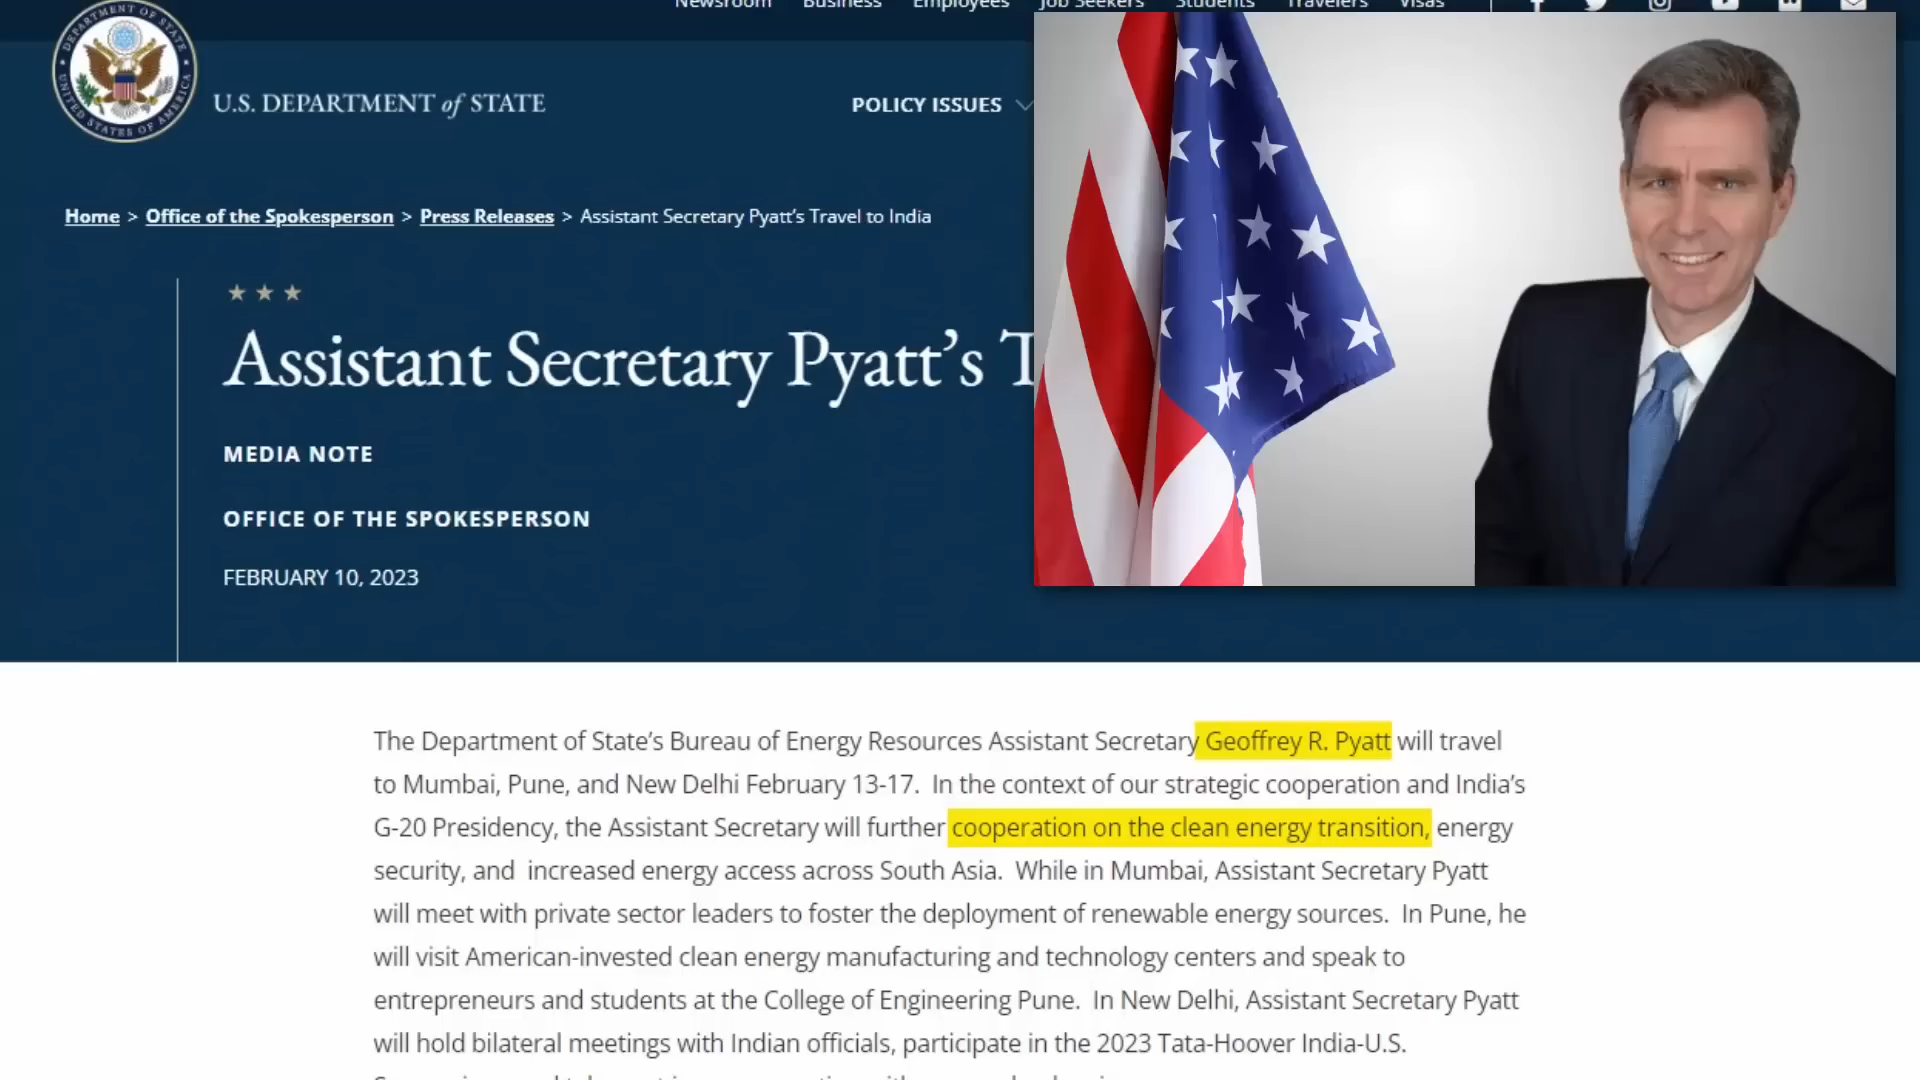 Newsroom Business Employees Job Seekers Students Travelers Visas
DEPARTMENT OF STATE
UNITED STATES OF AMERICA
U.S. DEPARTMENT of STATE
POLICY ISSUES
Home > Office of the Spokesperson > Press Releases > Assistant Secretary Pyatt's Travel to India
Assistant Secretary Pyatt's T
MEDIA NOTE
OFFICE OF THE SPOKESPERSON
FEBRUARY 10, 2023
The Department of State's Bureau of Energy Resources Assistant Secretary Geoffrey R. Pyatt will travel
to Mumbai, Pune, and New Delhi February 13-17. In the context of our strategic cooperation and India's
G-20 Presidency, the Assistant Secretary will further cooperation on the clean energy transition, energy
security, and increased energy access across South Asia. While in Mumbai, Assistant Secretary Pyatt
will meet with private sector leaders to foster the deployment of renewable energy sources. In Pune, he
will visit American-invested clean energy manufacturing and technology centers and speak to
entrepreneurs and students at the College of Engineering Pune. In New Delhi, Assistant Secretary Pyatt
will hold bilateral meetings with Indian officials, participate in the 2023 Tata-Hoover India-U.S.